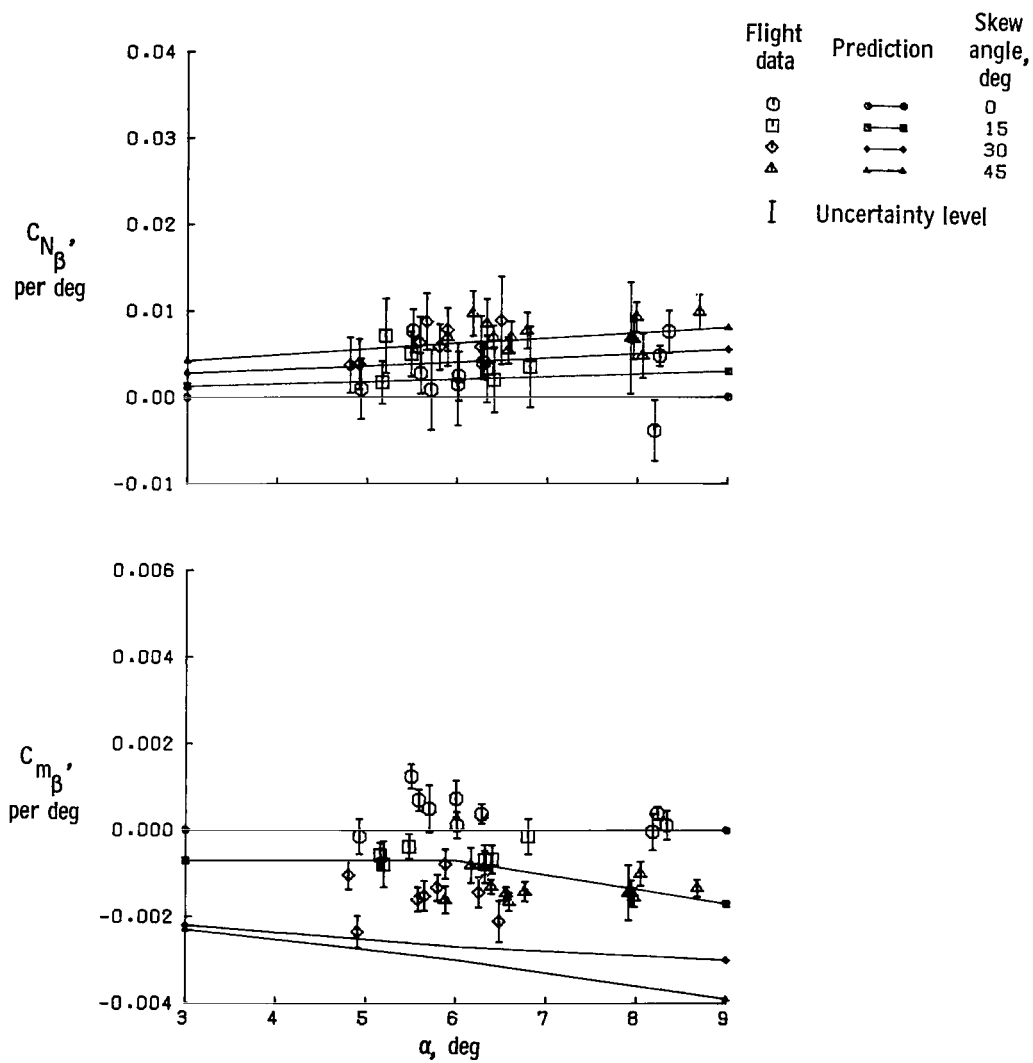 Flight data
Prediction
Skew angle, deg
0
15
30
45
Uncertainty level
0.04
0.03
0.02
0.01
0.00
-0.01
C_Nβ, per deg
0.006
0.004
0.002
0.000
-0.002
-0.004
C_mβ, per deg
3 4 5 6 7 8 9
α, deg